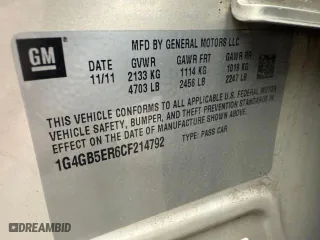 GM
MFD BY GENERAL MOTORS LLC
11/11 GVWR GAWR FRT GAWR RR
2133 KG 1114 KG 1019 KG
4703 LB 2456 LB 2247 LB
THIS VEHICLE CONFORMS TO ALL APPLICABLE U.S. FEDERAL MOTOR
VEHICLE SAFETY, BUMPER, AND THEFT PREVENTION STANDARDS IN
EFFECT ON THE DATE OF MANUFACTURE SHOWN ABOVE.
1G4GB5ER6CF214792 TYPE: PASS CAR
© DREAMBID
DREAMBID.COM